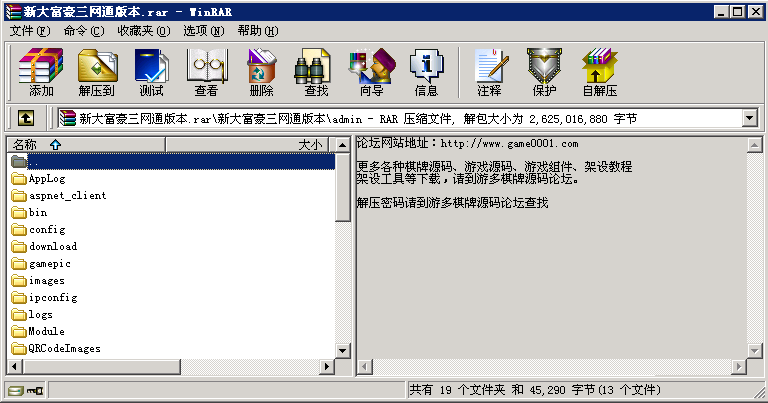 新大富豪三网通版本.rar - WinRAR
文件(F) 命令(C) 收藏夹(O) 选项(N) 帮助(H)
添加 解压到 测试 查看 删除 查找 向导 信息 注释 保护 自解压
新大富豪三网通版本.rar\新大富豪三网通版本\admin - RAR 压缩文件, 解包大小为 2,625,016,880 字节
名称 大小
..
AppLog
aspnet_client
bin
config
download
gamepic
images
ipconfig
logs
Module
QRCodeImages
论坛网站地址：http://www.game0001.com
更多各种棋牌源码、游戏源码、游戏组件、架设教程
架设工具等下载，请到游多棋牌源码论坛。
解压密码请到游多棋牌源码论坛查找
共有 19 个文件夹 和 45,290 字节(13 个文件)